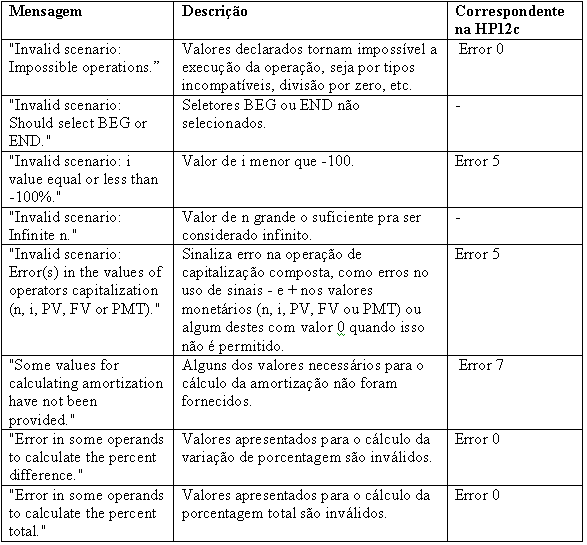 Mensagem Descrição Correspondente
na HP12c
"Invalid scenario:
Impossible operations.”
Valores declarados tornam impossível a
execução da operação, seja por tipos
incompatíveis, divisão por zero, etc.
Error 0
"Invalid scenario:
Should select BEG or
END."
Seletores BEG ou END não
selecionados.
-
"Invalid scenario: i
value equal or less than
-100%."
Valor de i menor que -100.
Error 5
"Invalid scenario:
Infinite n."
Valor de n grande o suficiente pra ser
considerado infinito.
-
"Invalid scenario:
Error(s) in the values of
operators capitalization
(n, i, PV, FV or PMT)."
Sinaliza erro na operação de
capitalização composta, como erros no
uso de sinais - e + nos valores
monetários (n, i, PV, FV ou PMT) ou
algum destes com valor 0 quando isso
não é permitido.
Error 5
"Some values for
calculating amortization
have not been
provided."
Alguns dos valores necessários para o
cálculo da amortização não foram
fornecidos.
Error 7
"Error in some operands
to calculate the percent
difference."
Valores apresentados para o cálculo da
variação de porcentagem são inválidos.
Error 0
"Error in some operands
to calculate the percent
total."
Valores apresentados para o cálculo da
porcentagem total são inválidos.
Error 0